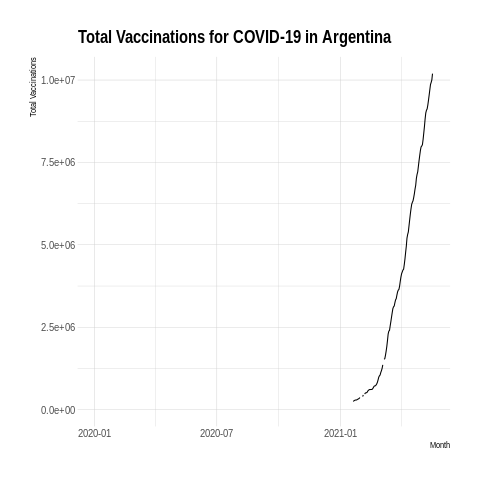 Total Vaccinations for COVID-19 in Argentina
Total Vaccinations
1.0e+07
7.5e+06
5.0e+06
2.5e+06
0.0e+00
2020-01
2020-07
2021-01
Month